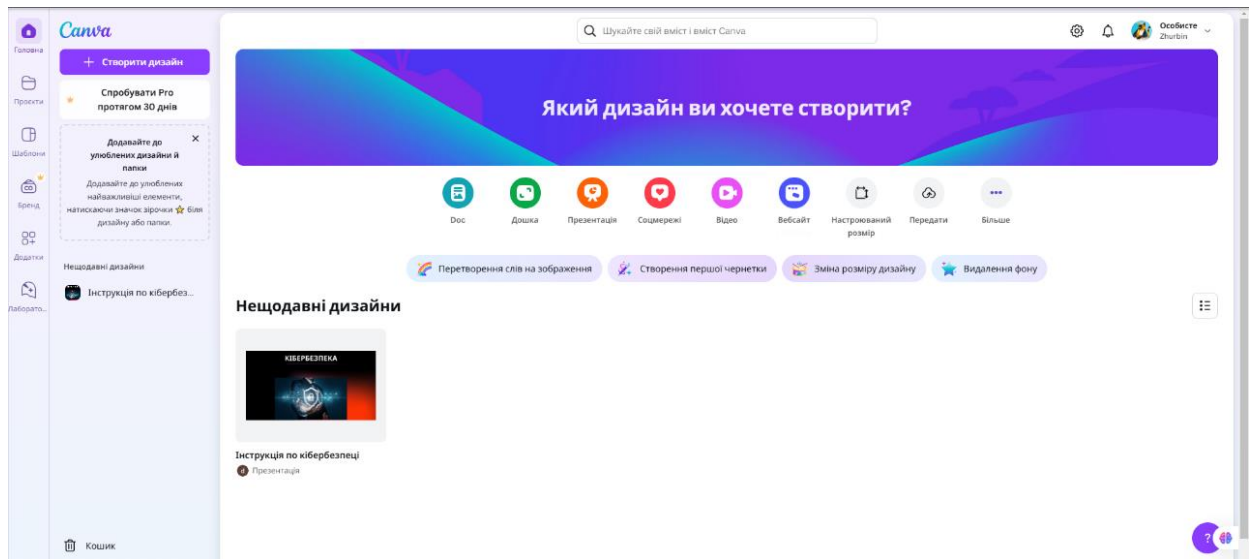 Головна
Проєкти
Шаблони
Бренд
Додатки
Лаборато...
Canva
+ Створити дизайн
Спробувати Pro
протягом 30 днів
Додавайте до
улюблених дизайни й
папки
Додавайте до улюблених
найважливіші елементи,
натискаючи значок зірочки ⭐ біля
дизайну або папки.
Нещодавні дизайни
Інструкція по кібербез...
Кошик
Шукайте свій вміст і вміст Canva
Особисте
Zhurbin
Який дизайн ви хочете створити?
Doc
Дошка
Презентація
Соцмережі
Відео
Вебсайт
Настроюваний
розмір
Передати
Більше
Перетворення слів на зображення
Створення першої чернетки
Зміна розміру дизайну
Видалення фону
Нещодавні дизайни
КІБЕРБЕЗПЕКА
Інструкція по кібербезпеці
d
Презентація
?